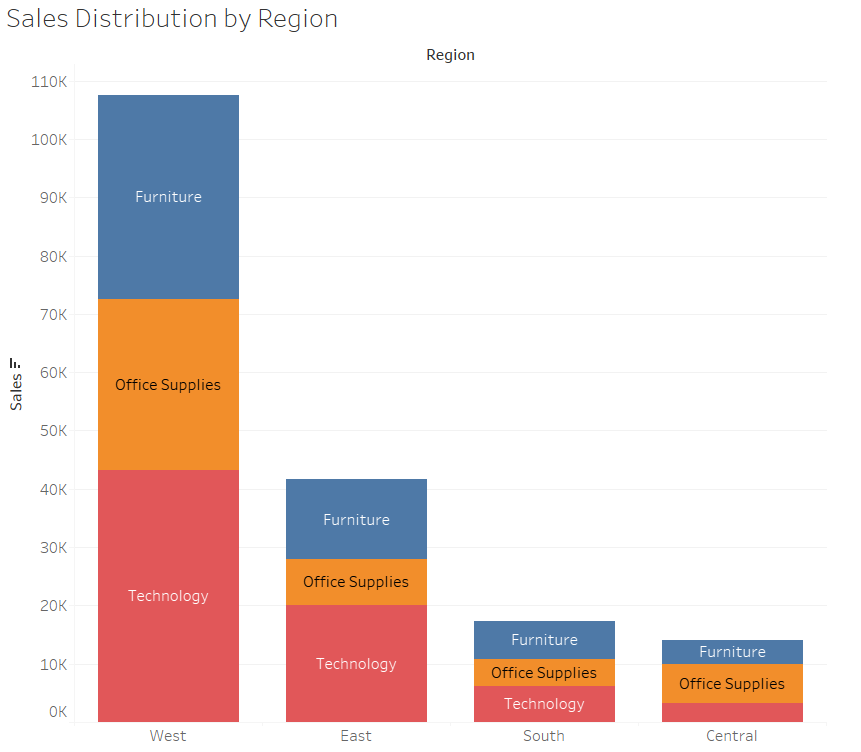 Sales Distribution by Region
Region
110K
100K
90K
80K
70K
60K
50K
40K
30K
20K
10K
0K
Sales
Furniture
Office Supplies
Technology
Furniture
Office Supplies
Technology
Furniture
Office Supplies
Technology
Furniture
Office Supplies
West East South Central